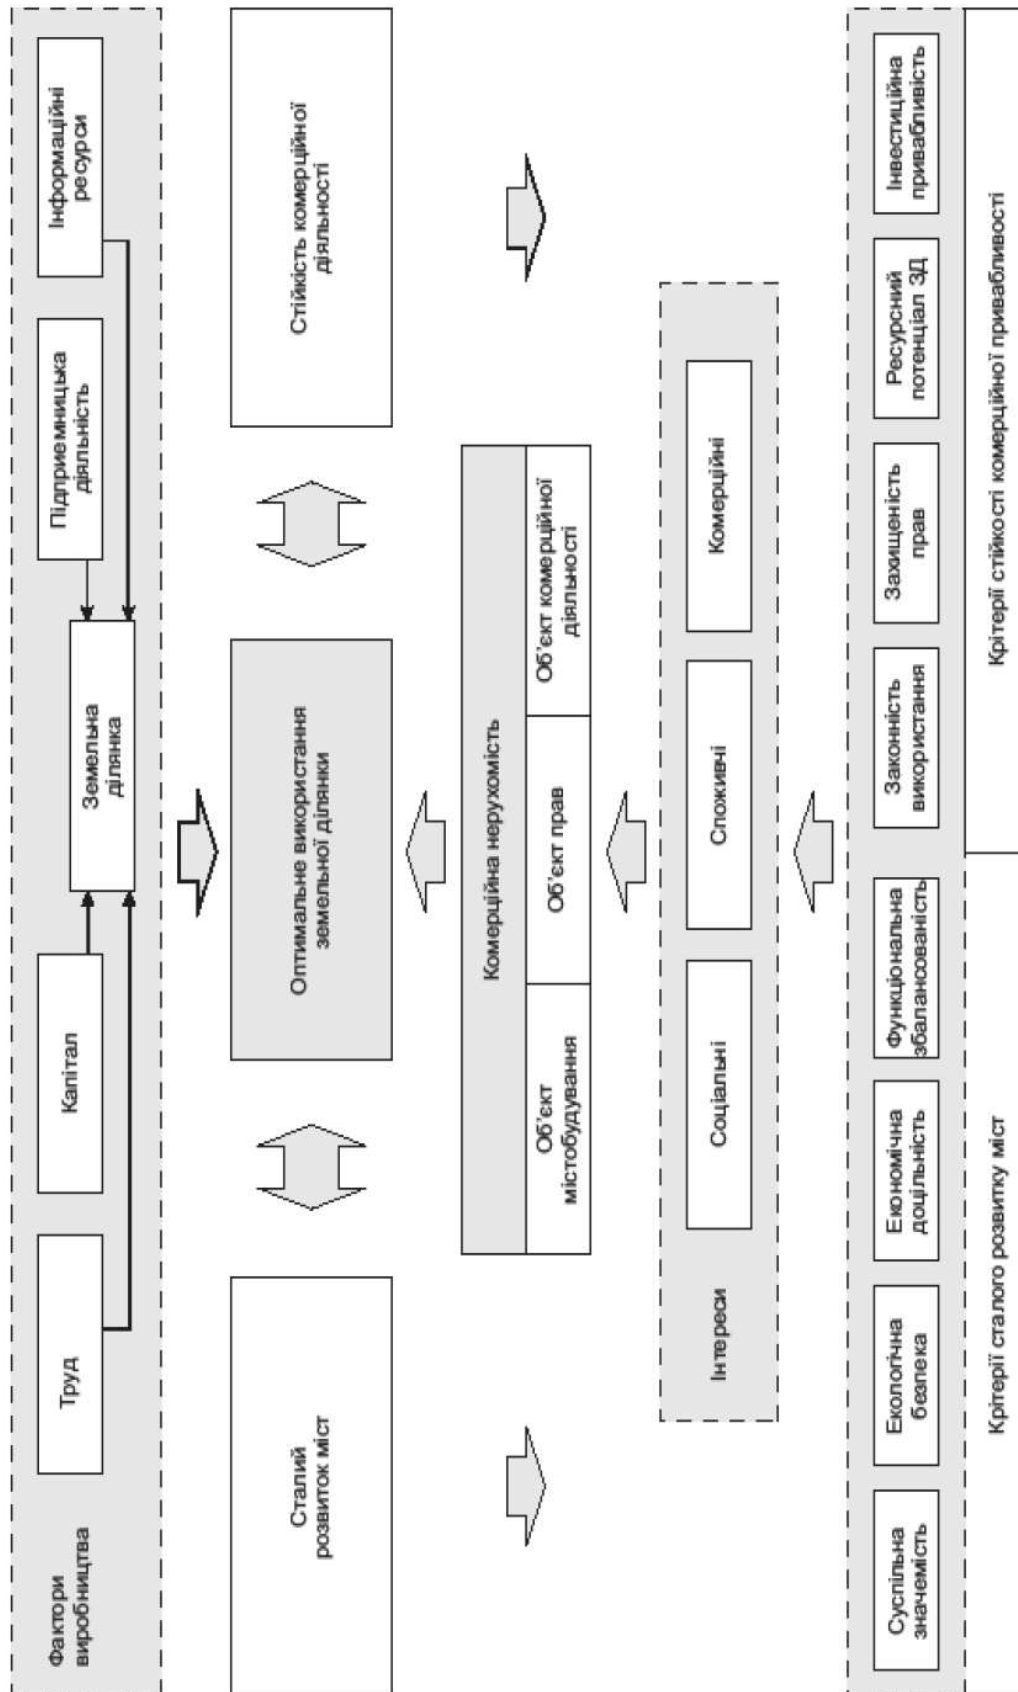 Фактори
виробництва
Труд
Капітал
Земельна
ділянка
Підприємницька
діяльність
Інформаційні
ресурси
Сталий
розвиток міст
Оптимальне використання
земельної ділянки
Стійкість комерційної
діяльності
Комерційна нерухомість
Об'єкт
містобудування
Об'єкт прав
Об'єкт комерційної
діяльності
Інтереси
Соціальні
Споживчі
Комерційні
Суспільна
значемість
Екологічна
безпека
Економічна
доцільність
Функціональна
збалансованість
Законність
використання
Захищеність
прав
Ресурсний
потенціал ЗД
Інвестиційна
привабливість
Крітерії сталого розвитку міст
Крітерії стійкості комерційної привабливості